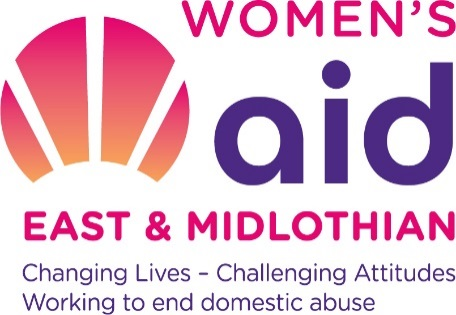 WOMEN'S
aid
EAST & MIDLOTHIAN
Changing Lives – Challenging Attitudes
Working to end domestic abuse